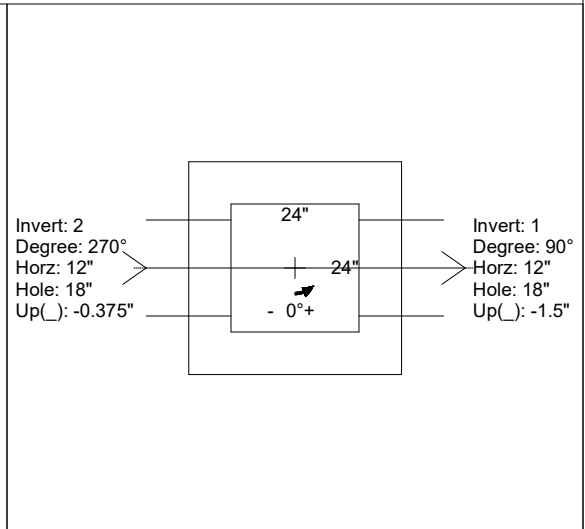 Invert: 2
Degree: 270°
Horz: 12"
Hole: 18"
Up(_): -0.375"
24"
24"
- 0°+
Invert: 1
Degree: 90°
Horz: 12"
Hole: 18"
Up(_): -1.5"